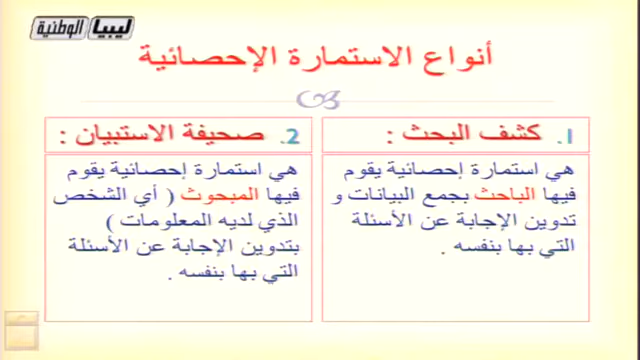 ليبيا الوطنية
أنواع الاستمارة الإحصائية
1. كشف البحث :
هي استمارة إحصائية يقوم
فيها الباحث بجمع البيانات و
تدوين الإجابة عن الأسئلة
التي بها بنفسه .
2. صحيفة الاستبيان :
هي استمارة إحصائية يقوم
فيها المبحوث ( أي الشخص
الذي لديه المعلومات )
بتدوين الإجابة عن الأسئلة
التي بها بنفسه .